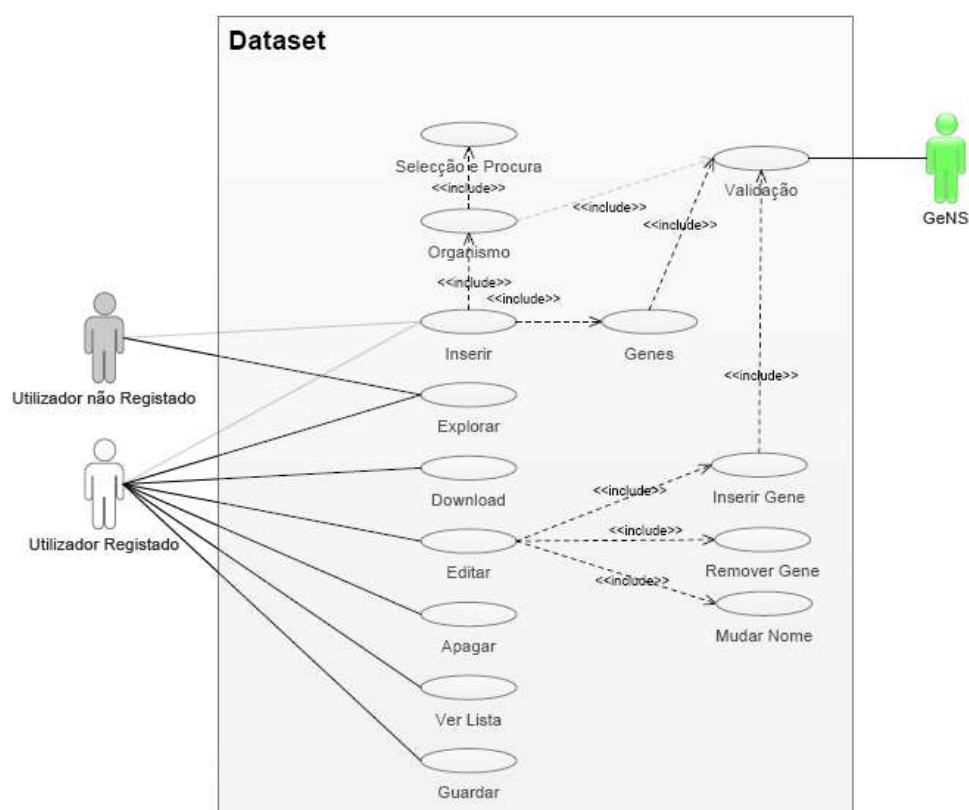 Dataset
Selecção e Procura
<<include>>
Validação
<<include>>
GeNS
Organismo
<<include>>
<<include>>
<<include>>
Inserir
Genes
Utilizador não Registado
<<include>>
Explorar
Download
<<include>>
Inserir Gene
Utilizador Registado
<<include>>
Editar
Remover Gene
<<include>>
Mudar Nome
Apagar
Ver Lista
Guardar